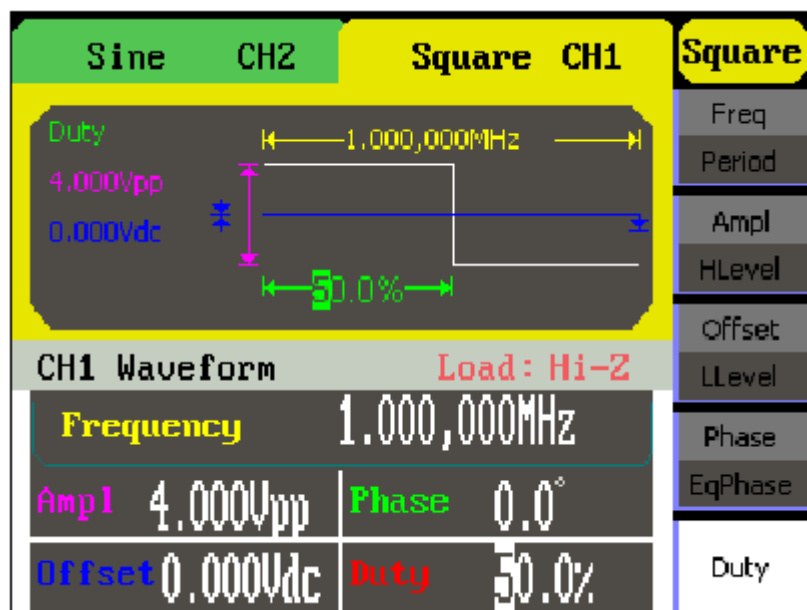 Sine CH2 Square CH1 Square
Duty 1.000,000MHz
4.000Vpp
0.000Vdc
50.0%
CH1 Waveform Load: Hi-Z
Frequency 1.000,000MHz
Ampl 4.000Vpp Phase 0.0°
Offset 0.000Vdc Duty 50.0%
Freq
Period
Ampl
HLevel
Offset
LLevel
Phase
EqPhase
Duty